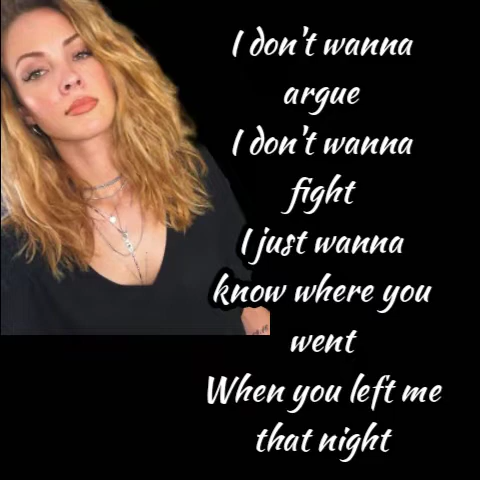 I don't wanna
argue
I don't wanna
fight
I just wanna
know where you
went
When you left me
that night